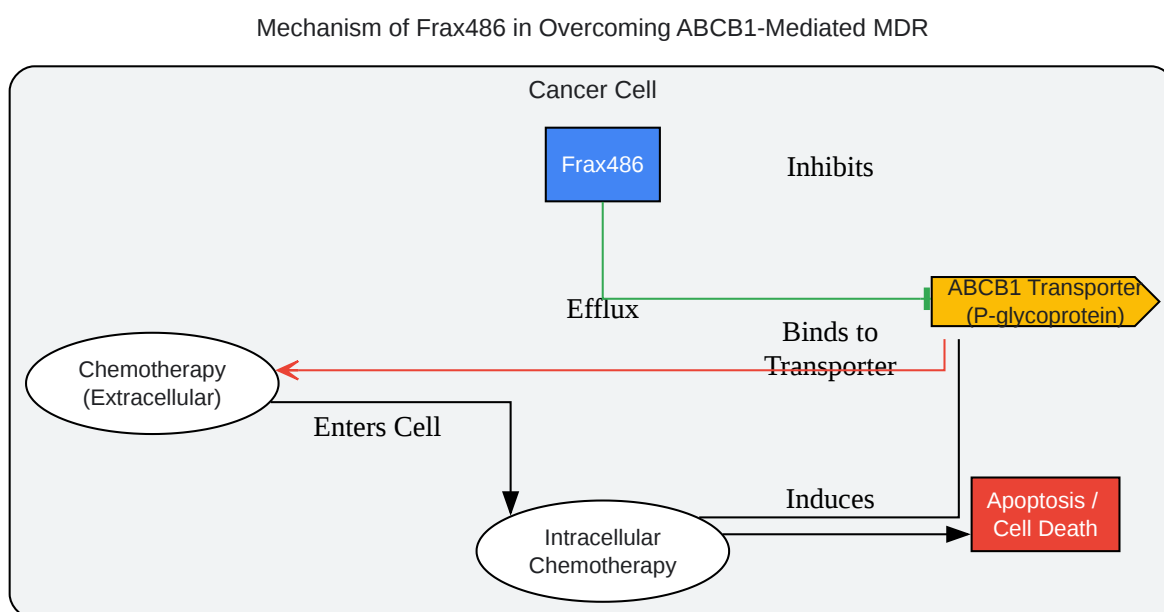 Mechanism of Frax486 in Overcoming ABCB1-Mediated MDR
Cancer Cell
Frax486
Inhibits
ABCB1 Transporter
(P-glycoprotein)
Efflux
Binds to
Transporter
Chemotherapy
(Extracellular)
Enters Cell
Induces
Apoptosis /
Cell Death
Intracellular
Chemotherapy